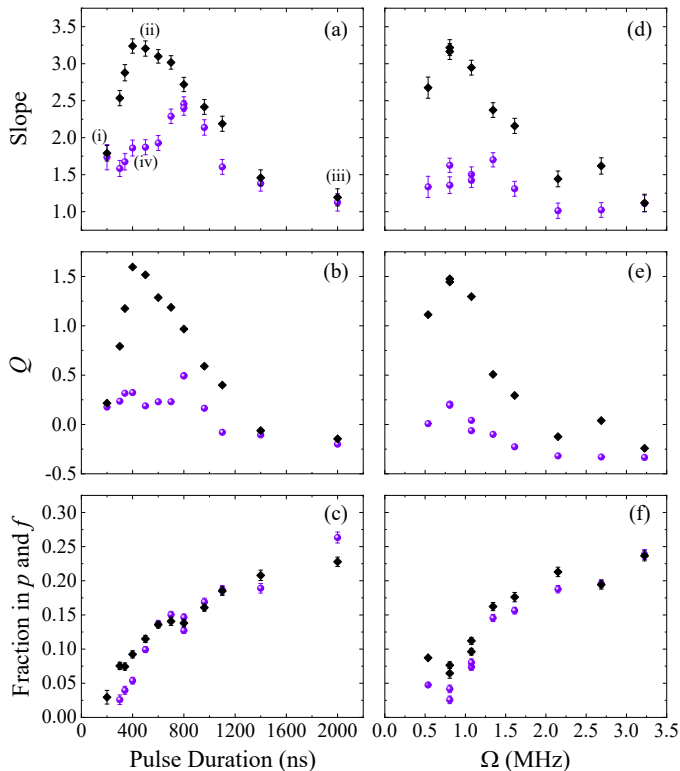 (a)
(d)
Slope
3.5
3.0
2.5
2.0
1.5
1.0
(i)
(ii)
(iv)
(iii)
(b)
(e)
Q
1.5
1.0
0.5
0.0
-0.5
(c)
(f)
Fraction in p and f
0.30
0.25
0.20
0.15
0.10
0.05
0.00
0 400 800 1200 1600 2000
0.0 0.5 1.0 1.5 2.0 2.5 3.0 3.5
Pulse Duration (ns)
Ω (MHz)